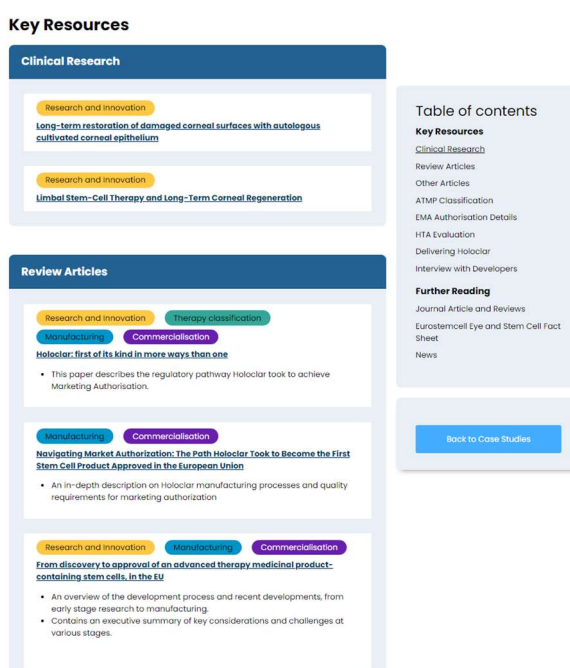 Key Resources
Clinical Research
Research and Innovation
Long-term restoration of damaged corneal surfaces with autologous
cultivated corneal epithelium
Research and Innovation
Limbal Stem-Cell Therapy and Long-Term Corneal Regeneration
Review Articles
Research and Innovation Therapy classification
Manufacturing Commercialisation
Holoclar: first of its kind in more ways than one
• This paper describes the regulatory pathway Holoclar took to achieve
Marketing Authorisation.
Manufacturing Commercialisation
Navigating Market Authorization: The Path Holoclar Took to Become the First
Stem Cell Product Approved in the European Union
• An in-depth description on Holoclar manufacturing processes and quality
requirements for marketing authorization
Research and Innovation Manufacturing Commercialisation
From discovery to approval of an advanced therapy medicinal product-
containing stem cells, in the EU
• An overview of the development process and recent developments, from
early stage research to manufacturing.
• Contains an executive summary of key considerations and challenges at
various stages.
Table of contents
Key Resources
Clinical Research
Review Articles
Other Articles
ATMP Classification
EMA Authorisation Details
HTA Evaluation
Delivering Holoclar
Interview with Developers
Further Reading
Journal Article and Reviews
Eurostemcell Eye and Stem Cell Fact
Sheet
News
Back to Case Studies